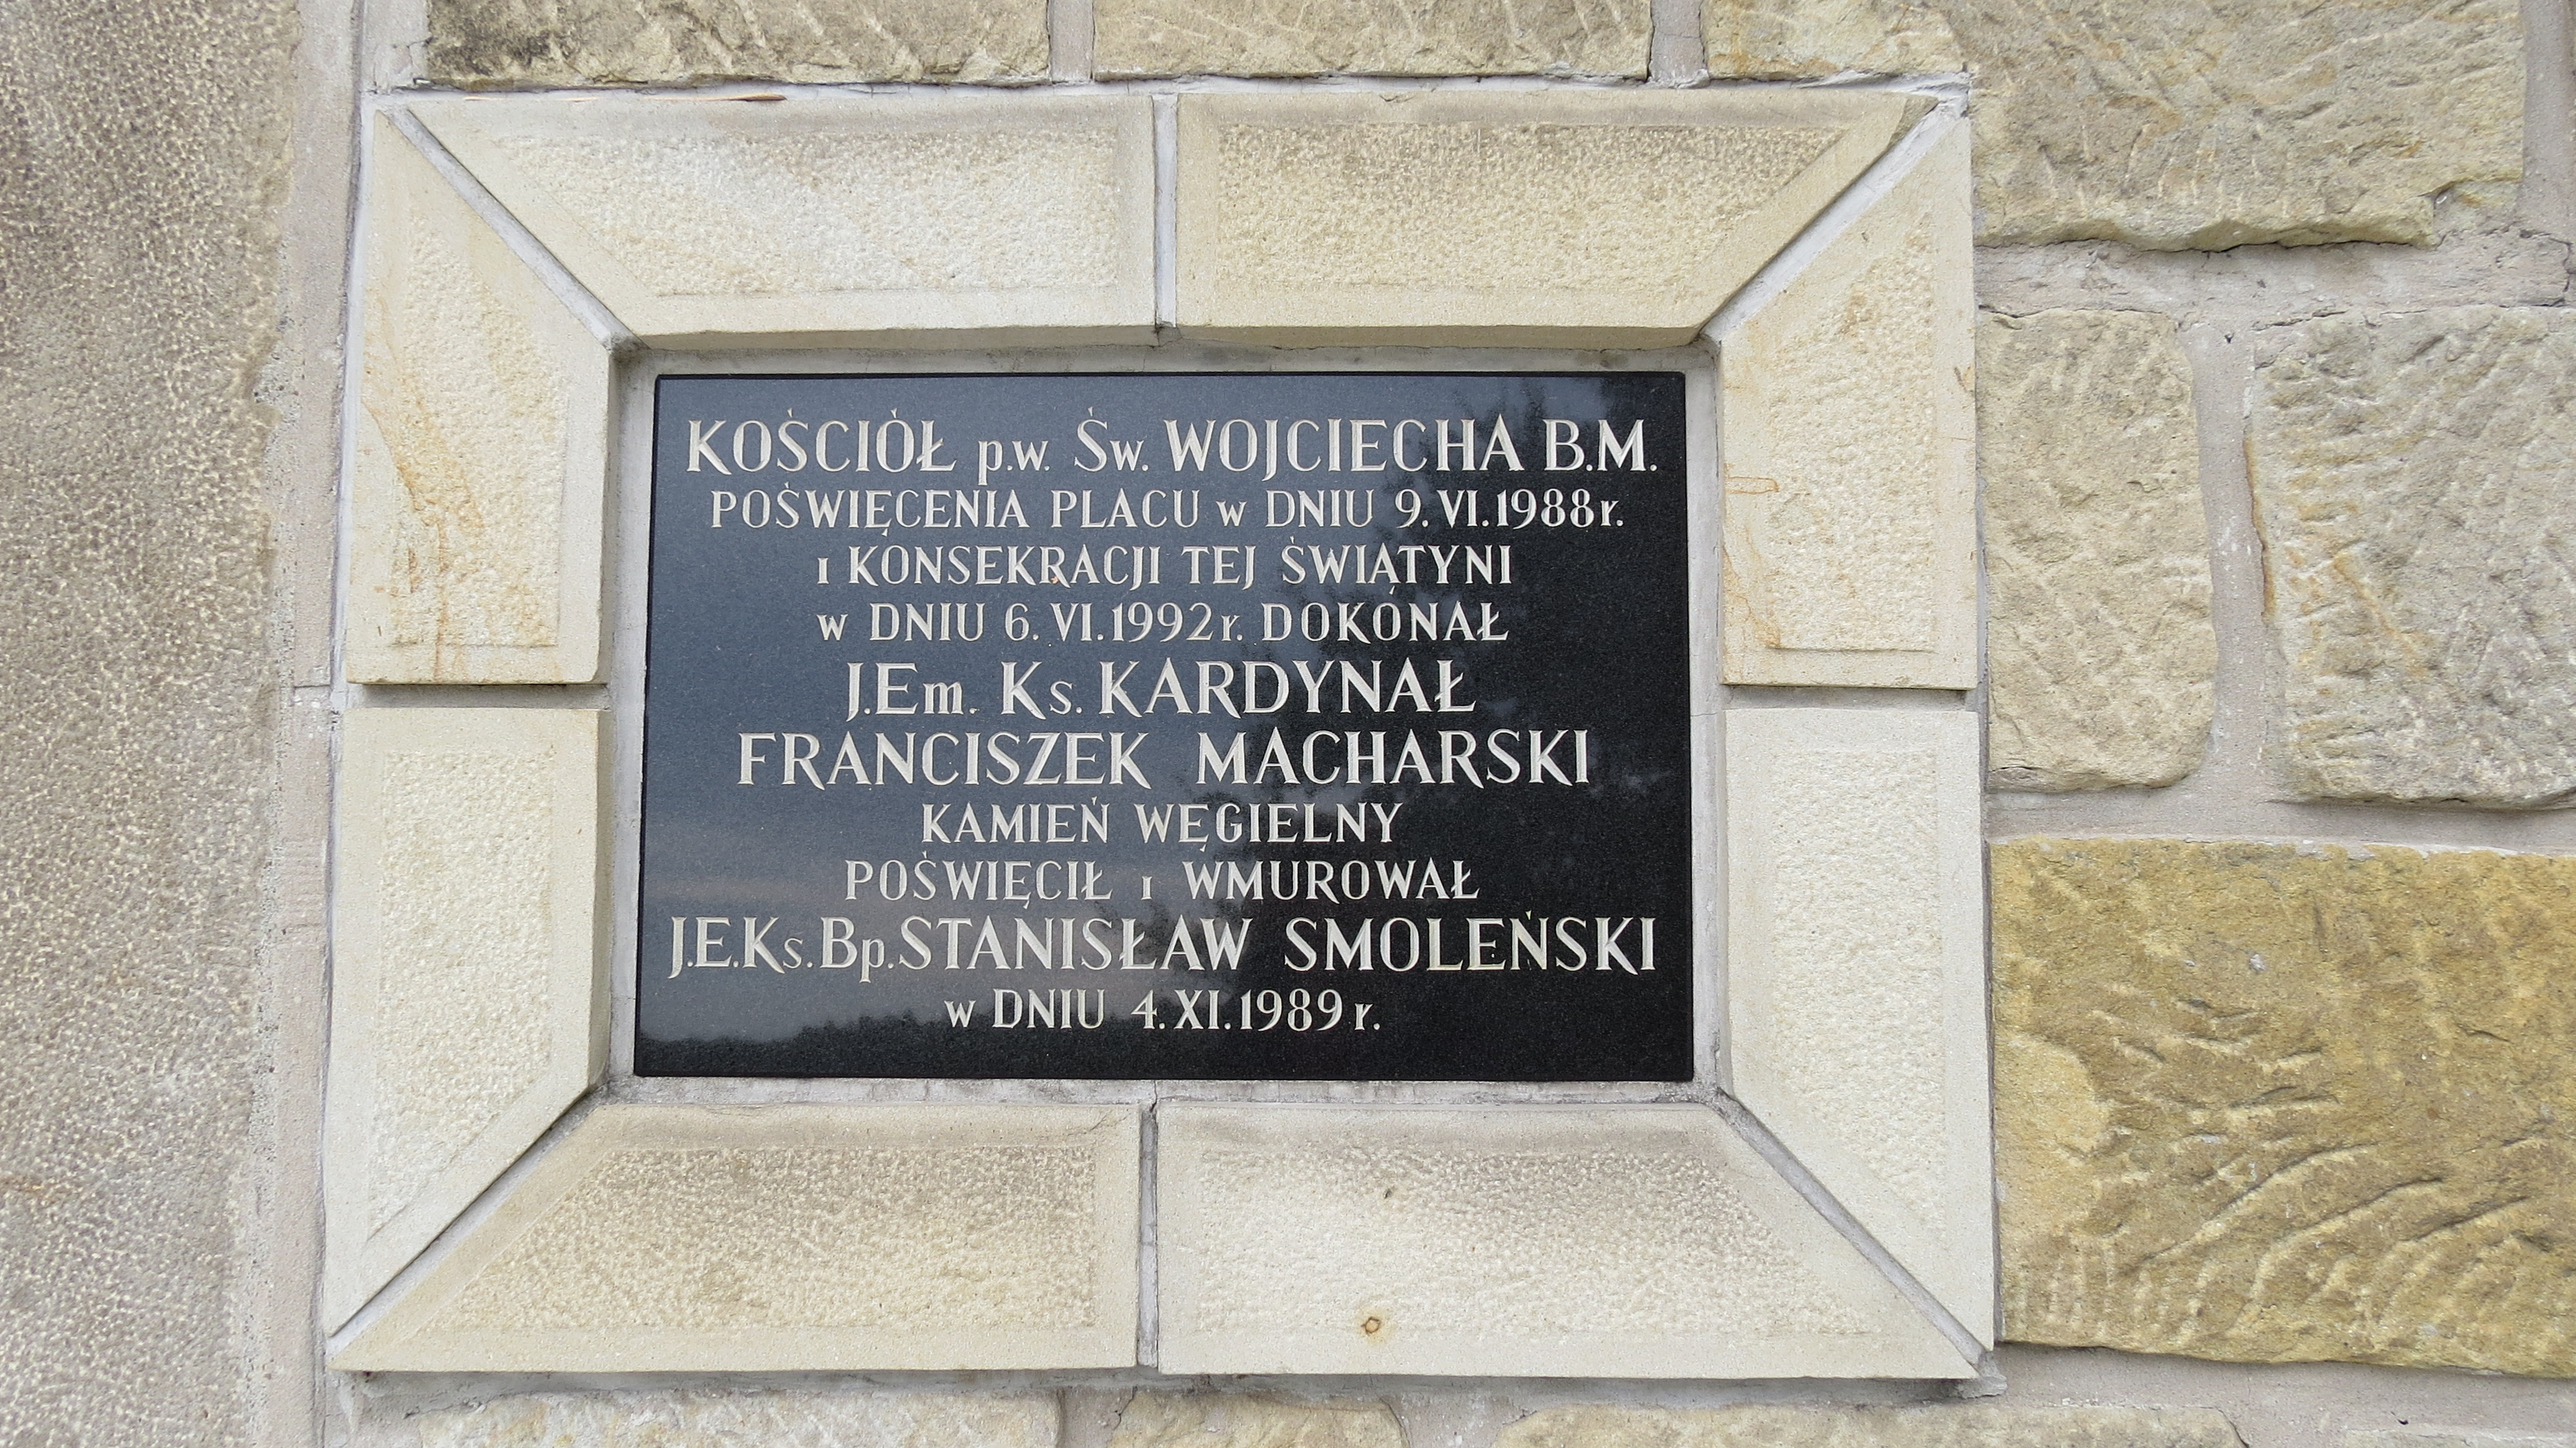 KOŚCIÓŁ p.w. Św. WOJCIECHA B.M.
POŚWIĘCENIA PLACU w DNIU 9. VI. 1988 r.
i KONSEKRACJI TEJ ŚWIĄTYNI
w DNIU 6. VI. 1992 r. DOKONAŁ
J.Em. Ks. KARDYNAŁ
FRANCISZEK MACHARSKI
KAMIEŃ WĘGIELNY
POŚWIĘCIŁ i WMUROWAŁ
J.E.Ks. Bp. STANISŁAW SMOLEŃSKI
w DNIU 4. XI. 1989 r.